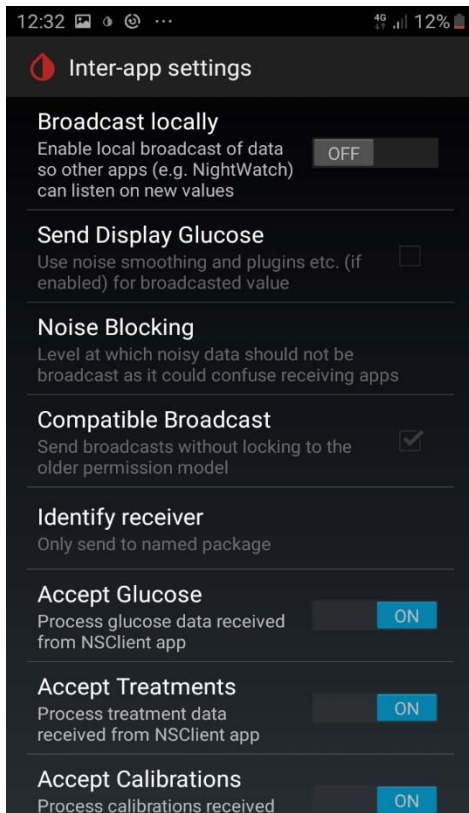 12:32 ... 4G 12%
Inter-app settings
Broadcast locally
Enable local broadcast of data
so other apps (e.g. NightWatch)
can listen on new values
OFF
Send Display Glucose
Use noise smoothing and plugins etc. (if
enabled) for broadcasted value
Noise Blocking
Level at which noisy data should not be
broadcast as it could confuse receiving apps
Compatible Broadcast
Send broadcasts without locking to the
older permission model
Identify receiver
Only send to named package
Accept Glucose
Process glucose data received
from NSClient app
ON
Accept Treatments
Process treatment data
received from NSClient app
ON
Accept Calibrations
Process calibrations received
ON